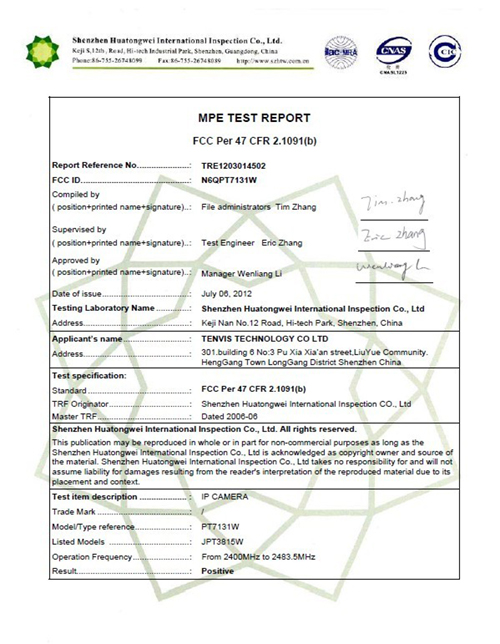 Shenzhen Huatongwei International Inspection Co., Ltd.
Keji S,12th, Road, Hi-tech Industrial Park, Shenzhen, Guangdong, China
Phone:86-755-26748099 Fax:86-755-26748089 http://www.szhtw.com.cn
ilac-MRA
CNAS
CNAS L1225
CIC
MPE TEST REPORT
FCC Per 47 CFR 2.1091(b)
Report Reference No.....................: TRE1203014502
FCC ID.....................: N6QPT7131W
Compiled by
( position+printed name+signature)..: File administrators Tim Zhang Tim.zhang
Supervised by
( position+printed name+signature)..: Test Engineer Eric Zhang Eric zhang
Approved by
( position+printed name+signature)..: Manager Wenliang Li Wenliang Li
Date of issue.....................: July 06, 2012
Testing Laboratory Name ............: Shenzhen Huatongwei International Inspection Co., Ltd
Address.....................: Keji Nan No.12 Road, Hi-tech Park, Shenzhen, China
Applicant's name.....................: TENVIS TECHNOLOGY CO LTD
Address.....................: 301.building 6 No:3 Pu Xia Xia'an street,LiuYue Community.
HengGang Town LongGang District Shenzhen China
Test specification:
Standard.....................: FCC Per 47 CFR 2.1091(b)
TRF Originator.....................: Shenzhen Huatongwei International Inspection CO., Ltd
Master TRF.....................: Dated 2006-06
Shenzhen Huatongwei International Inspection Co., Ltd. All rights reserved.
This publication may be reproduced in whole or in part for non-commercial purposes as long as the
Shenzhen Huatongwei International Inspection Co., Ltd is acknowledged as copyright owner and source of
the material. Shenzhen Huatongwei International Inspection Co., Ltd takes no responsibility for and will not
assume liability for damages resulting from the reader's interpretation of the reproduced material due to its
placement and context.
Test item description .................: IP CAMERA
Trade Mark .....................: /
Model/Type reference.....................: PT7131W
Listed Models .....................: JPT3815W
Operation Frequency.....................: From 2400MHz to 2483.5MHz
Result.....................: Positive